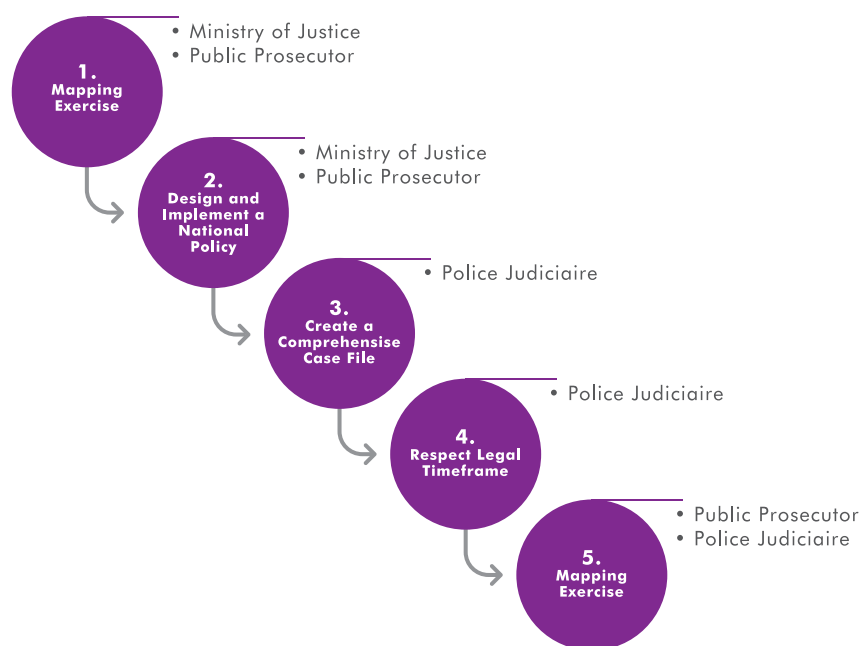 • Ministry of Justice
• Public Prosecutor
1.
Mapping
Exercise
• Ministry of Justice
• Public Prosecutor
2.
Design and
Implement a
National
Policy
• Police Judiciaire
3.
Create a
Comprehensise
Case File
• Police Judiciaire
4.
Respect Legal
Timeframe
• Public Prosecutor
• Police Judiciaire
5.
Mapping
Exercise